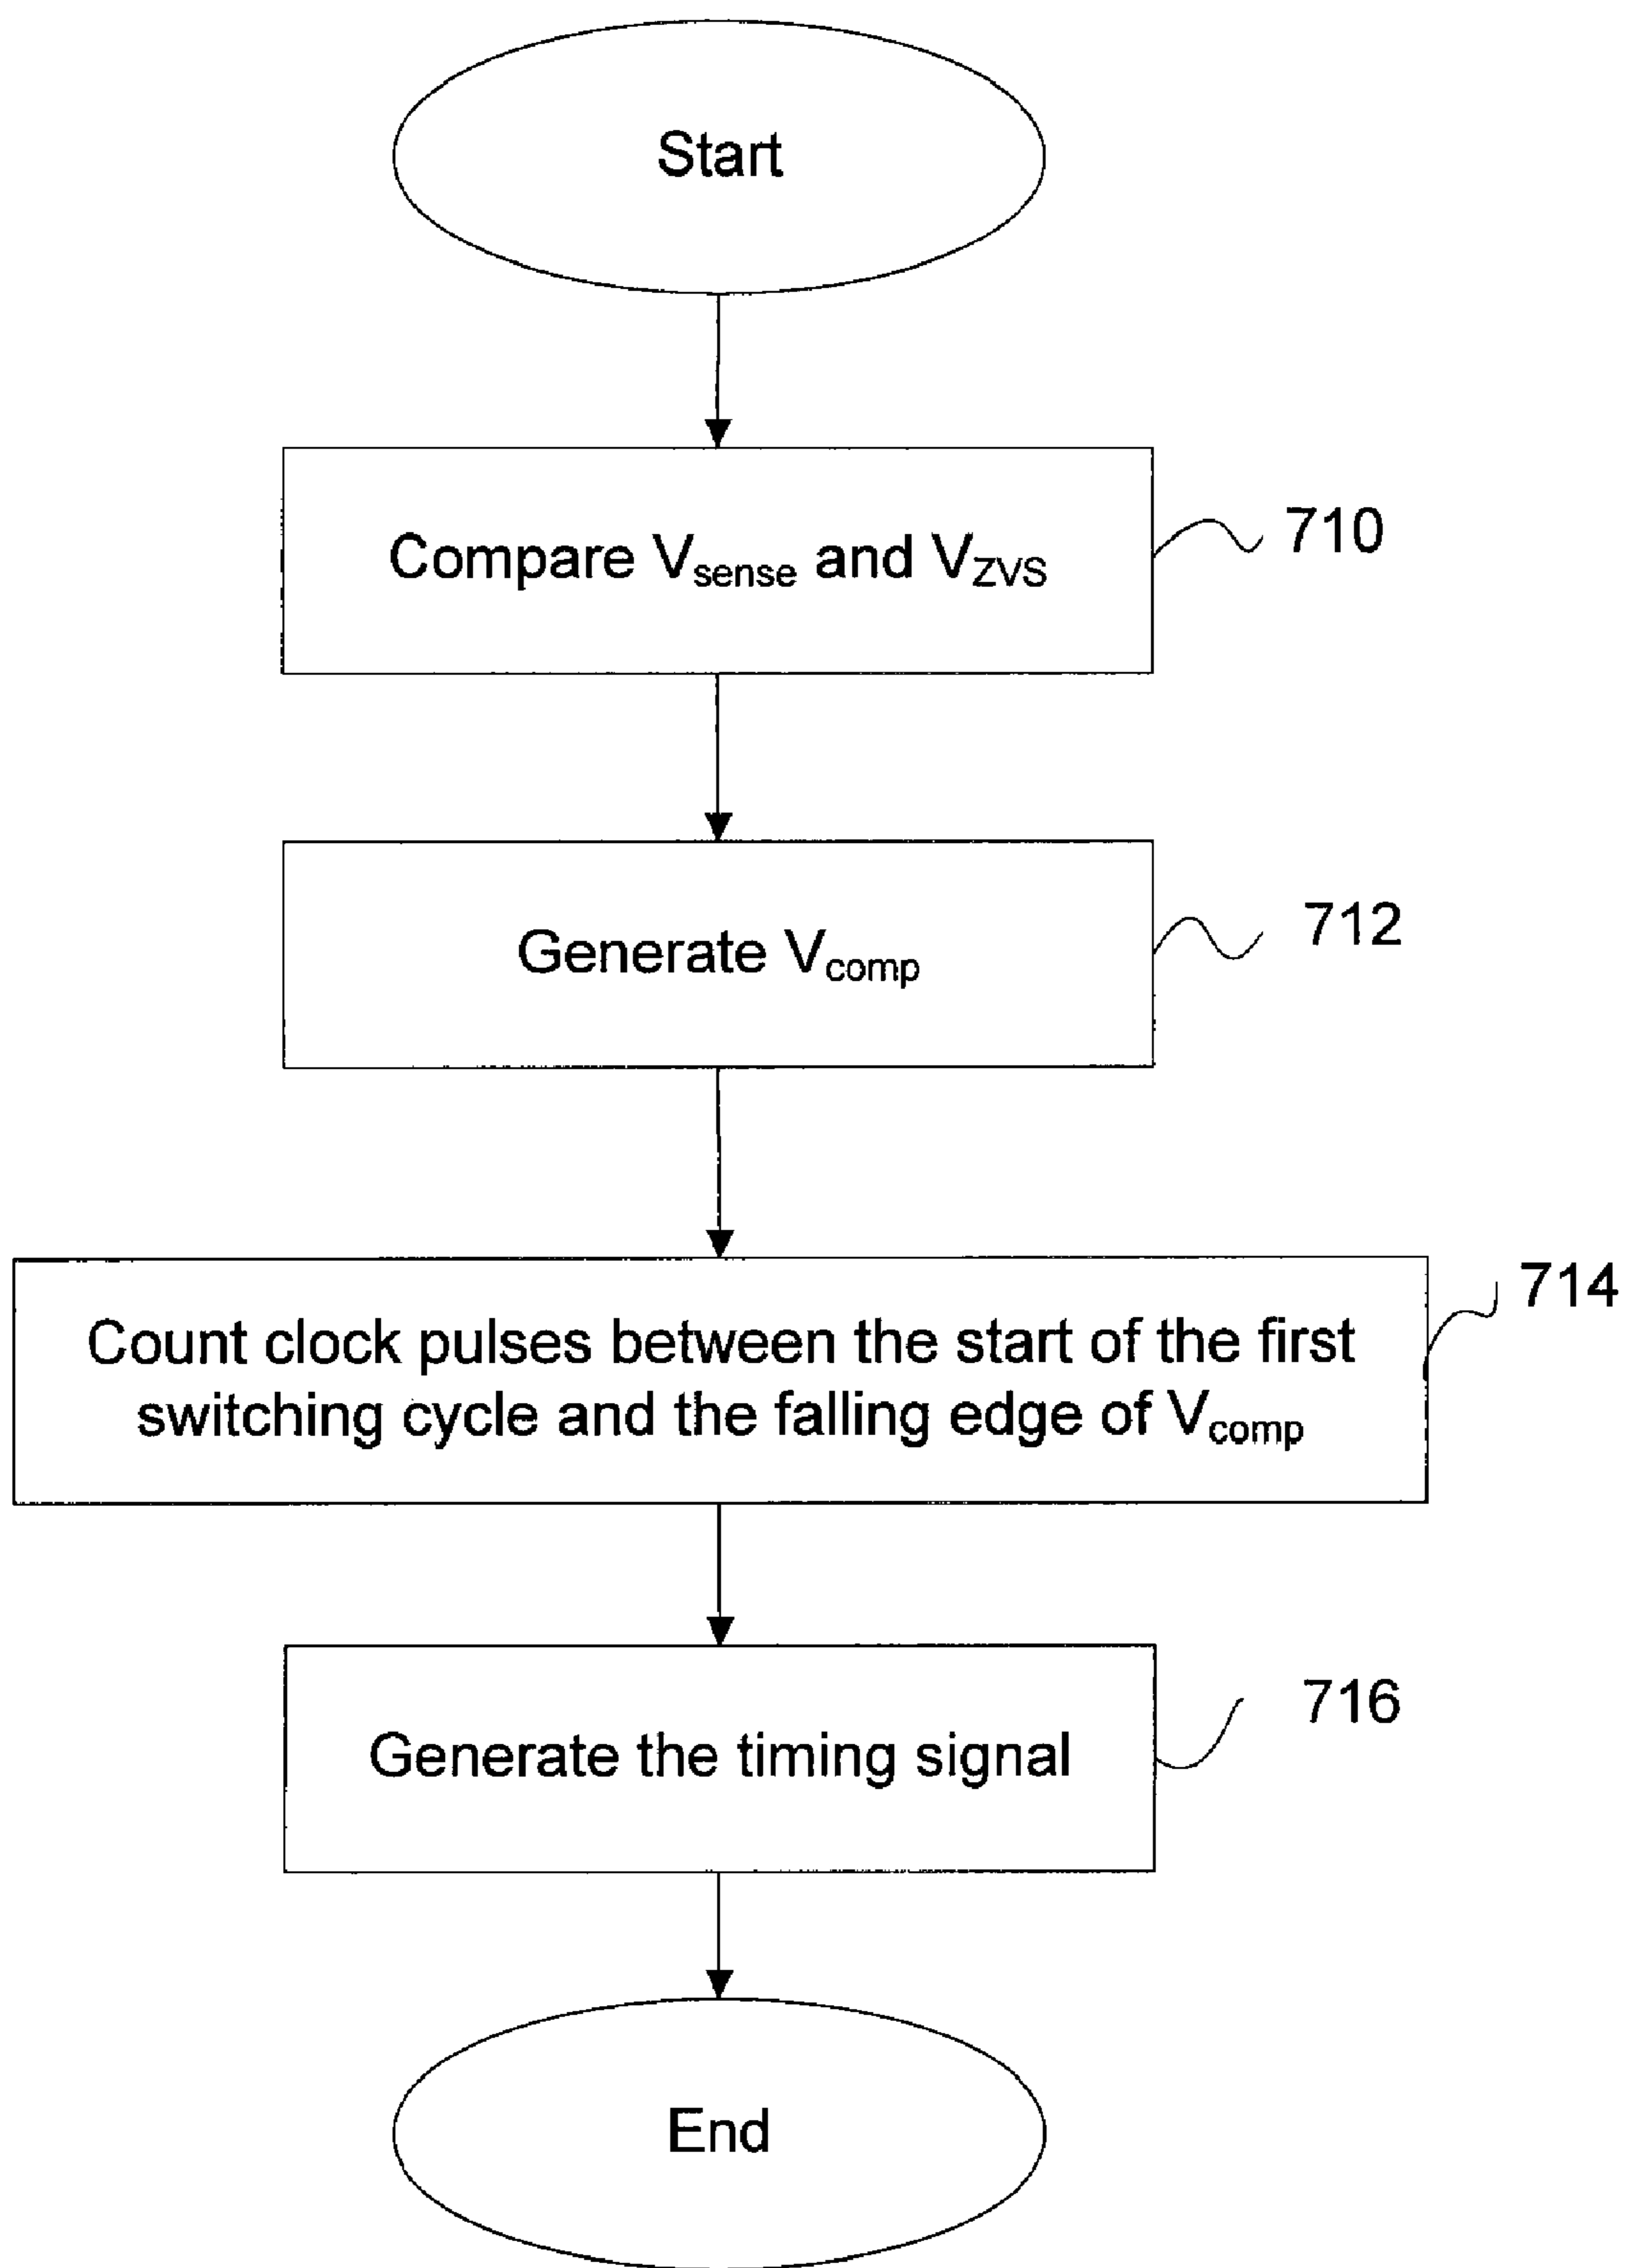 Start
Compare Vsense and VZVS
710
Generate Vcomp
712
714
Count clock pulses between the start of the first
switching cycle and the falling edge of Vcomp
Generate the timing signal
716
End